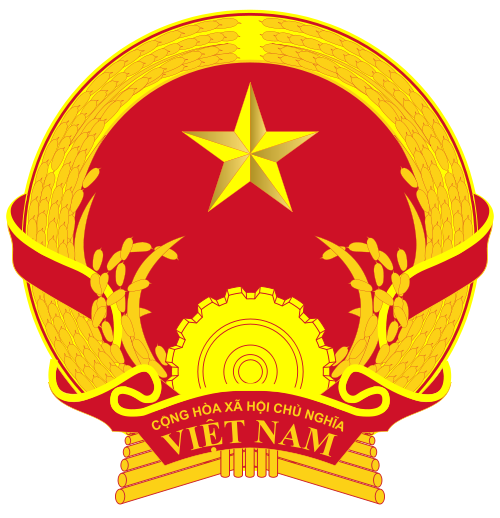 CỘNG HÒA XÃ HỘI CHỦ NGHĨA
VIỆT NAM